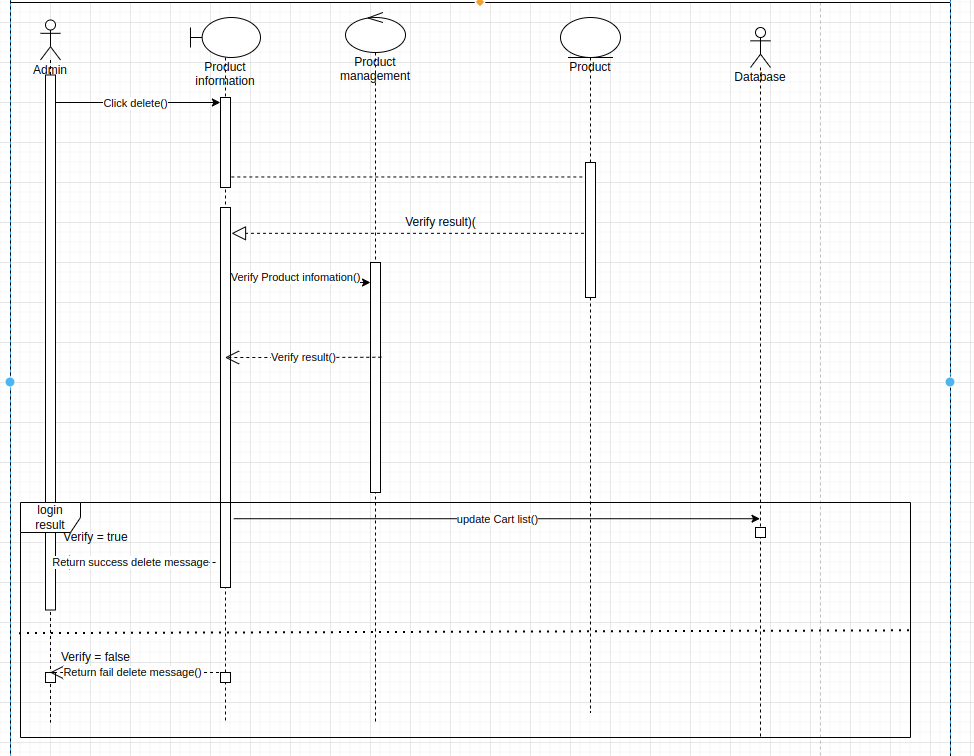 Admin
Product
information
Product
management
Product
Database
Click delete()
Verify result)(
Verify Product infomation()
Verify result()
login
result
update Cart list()
Verify = true
Return success delete message
Verify = false
Return fail delete message()